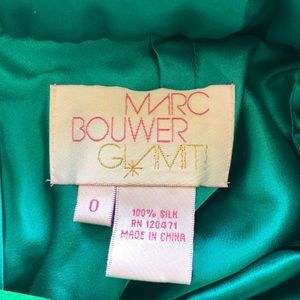 MARC
BOUWER
GLAMIT!
0
100% SILK
RN 120471
MADE IN CHINA